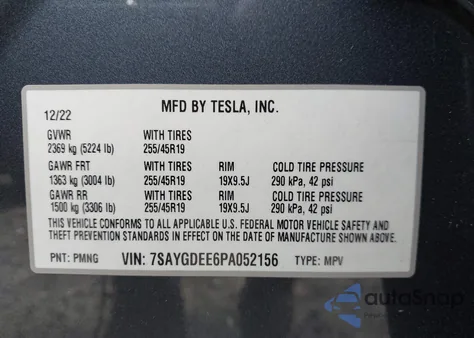 MFD BY TESLA, INC.
12/22
GVWR WITH TIRES
2369 kg (5224 lb) 255/45R19
GAWR FRT WITH TIRES RIM COLD TIRE PRESSURE
1363 kg (3004 lb) 255/45R19 19X9.5J 290 kPa, 42 psi
GAWR RR WITH TIRES RIM COLD TIRE PRESSURE
1500 kg (3306 lb) 255/45R19 19X9.5J 290 kPa, 42 psi
THIS VEHICLE CONFORMS TO ALL APPLICABLE U.S. FEDERAL MOTOR VEHICLE SAFETY AND
THEFT PREVENTION STANDARDS IN EFFECT ON THE DATE OF MANUFACTURE SHOWN ABOVE.
PNT: PMNG VIN: 7SAYGDEE6PA052156 TYPE: MPV
autoSnap